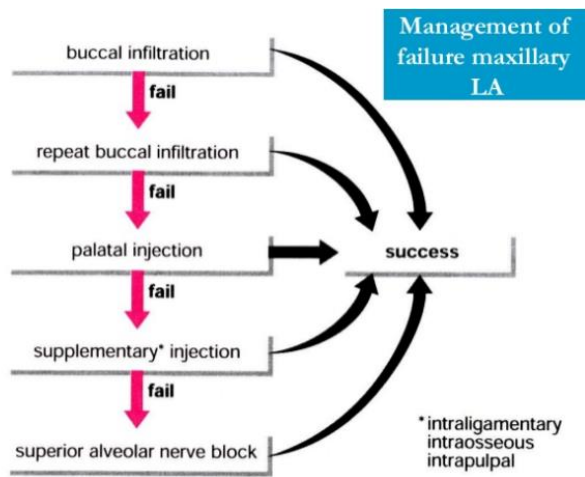 Management of
failure maxillary
LA
buccal infiltration
fail
repeat buccal infiltration
fail
palatal injection
success
fail
supplementary* injection
fail
superior alveolar nerve block
*intraligamentary
intraosseous
intrapulpal